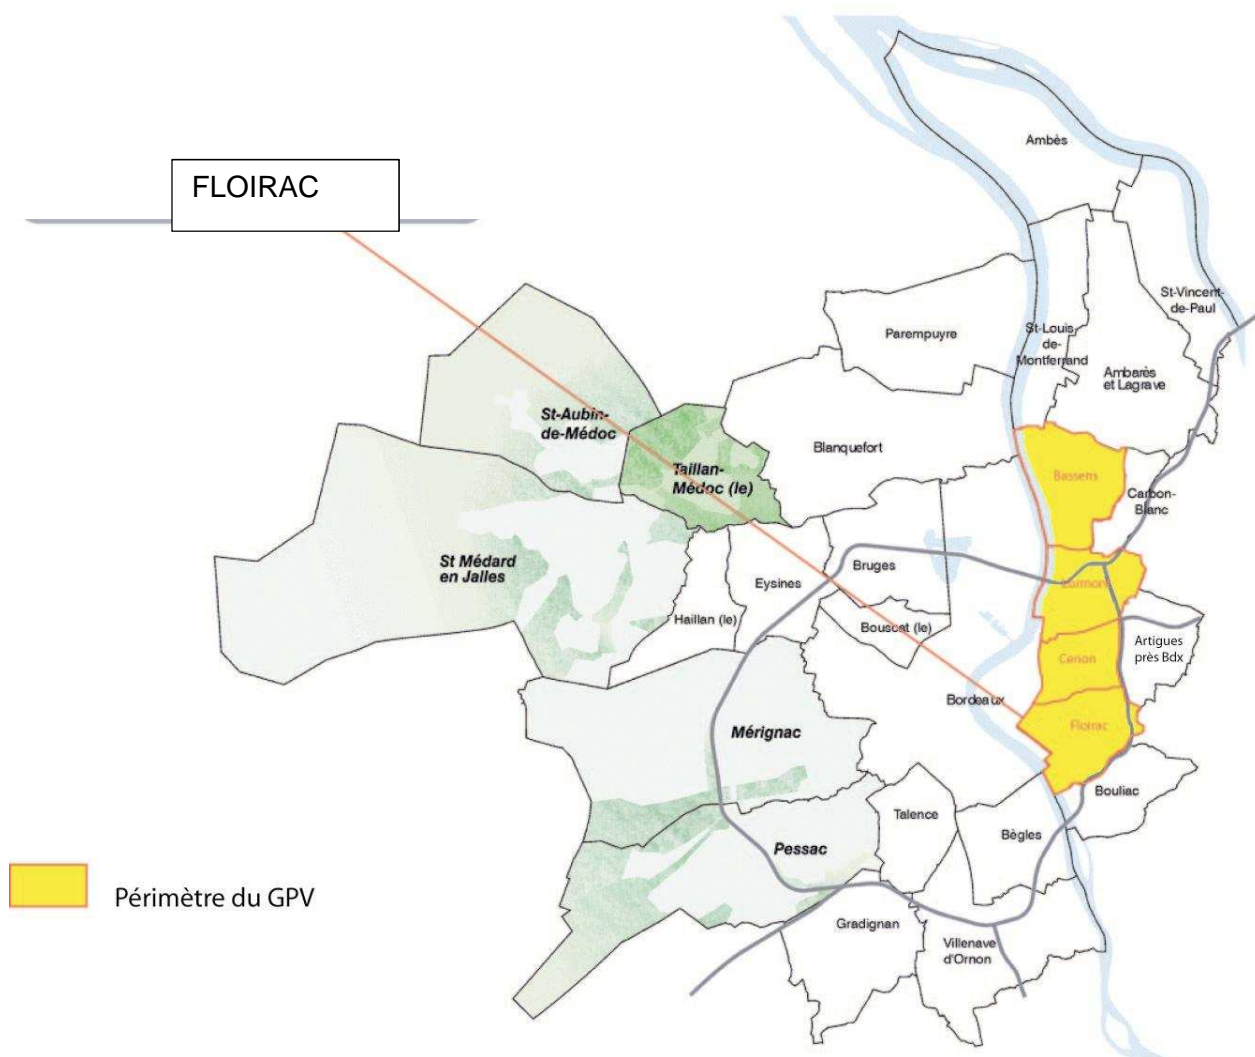 FLOIRAC
Ambès
St-Vincent-
de-Paul
Parempuyre
St-Louis
de-
Montferrand
Ambarès
et Lagrave
St-Aubin-
de-Médoc
Taillan-
Médoc (le)
Blanquefort
Bassens
Carbon-
Blanc
St Médard
en Jalles
Eysines
Bruges
Lormont
Haillan (le)
Bouscat (le)
Artigues
près Bdx
Cenon
Bordeaux
Mérignac
Floirac
Bouliac
Talence
Bègles
Pessac
Périmètre du GPV
Gradignan
Villenave
d'Ornon